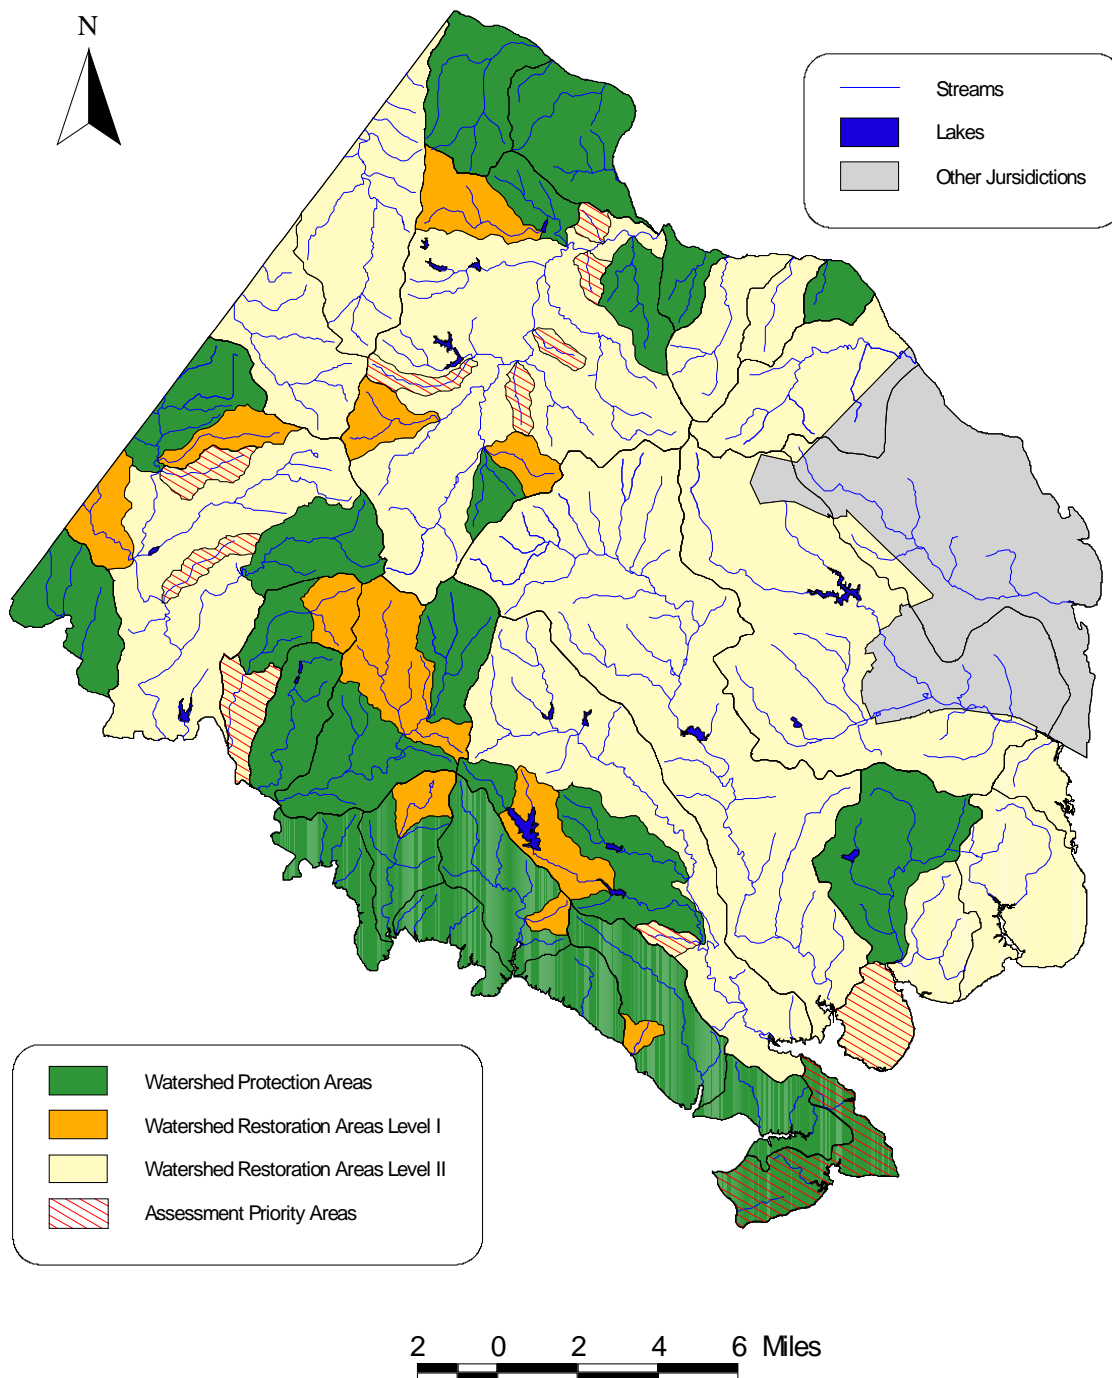 N
Streams
Lakes
Other Jursidictions
Watershed Protection Areas
Watershed Restoration Areas Level I
Watershed Restoration Areas Level II
Assessment Priority Areas
2 0 2 4 6 Miles